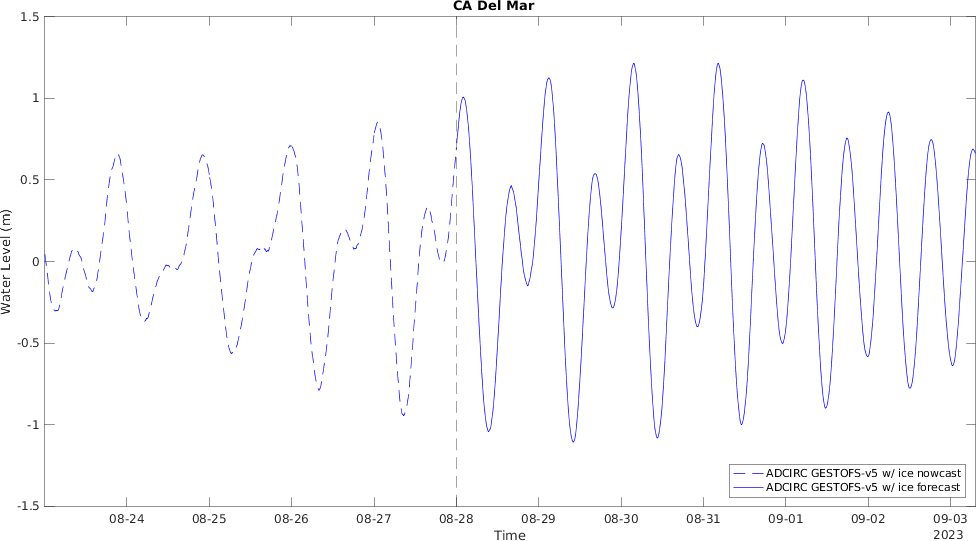 CA Del Mar
1.5
1
0.5
0
-0.5
-1
-1.5
Water Level (m)
ADCIRC GESTOFS-v5 w/ ice nowcast
ADCIRC GESTOFS-v5 w/ ice forecast
08-24 08-25 08-26 08-27 08-28 08-29 08-30 08-31 09-01 09-02 09-03
Time
2023